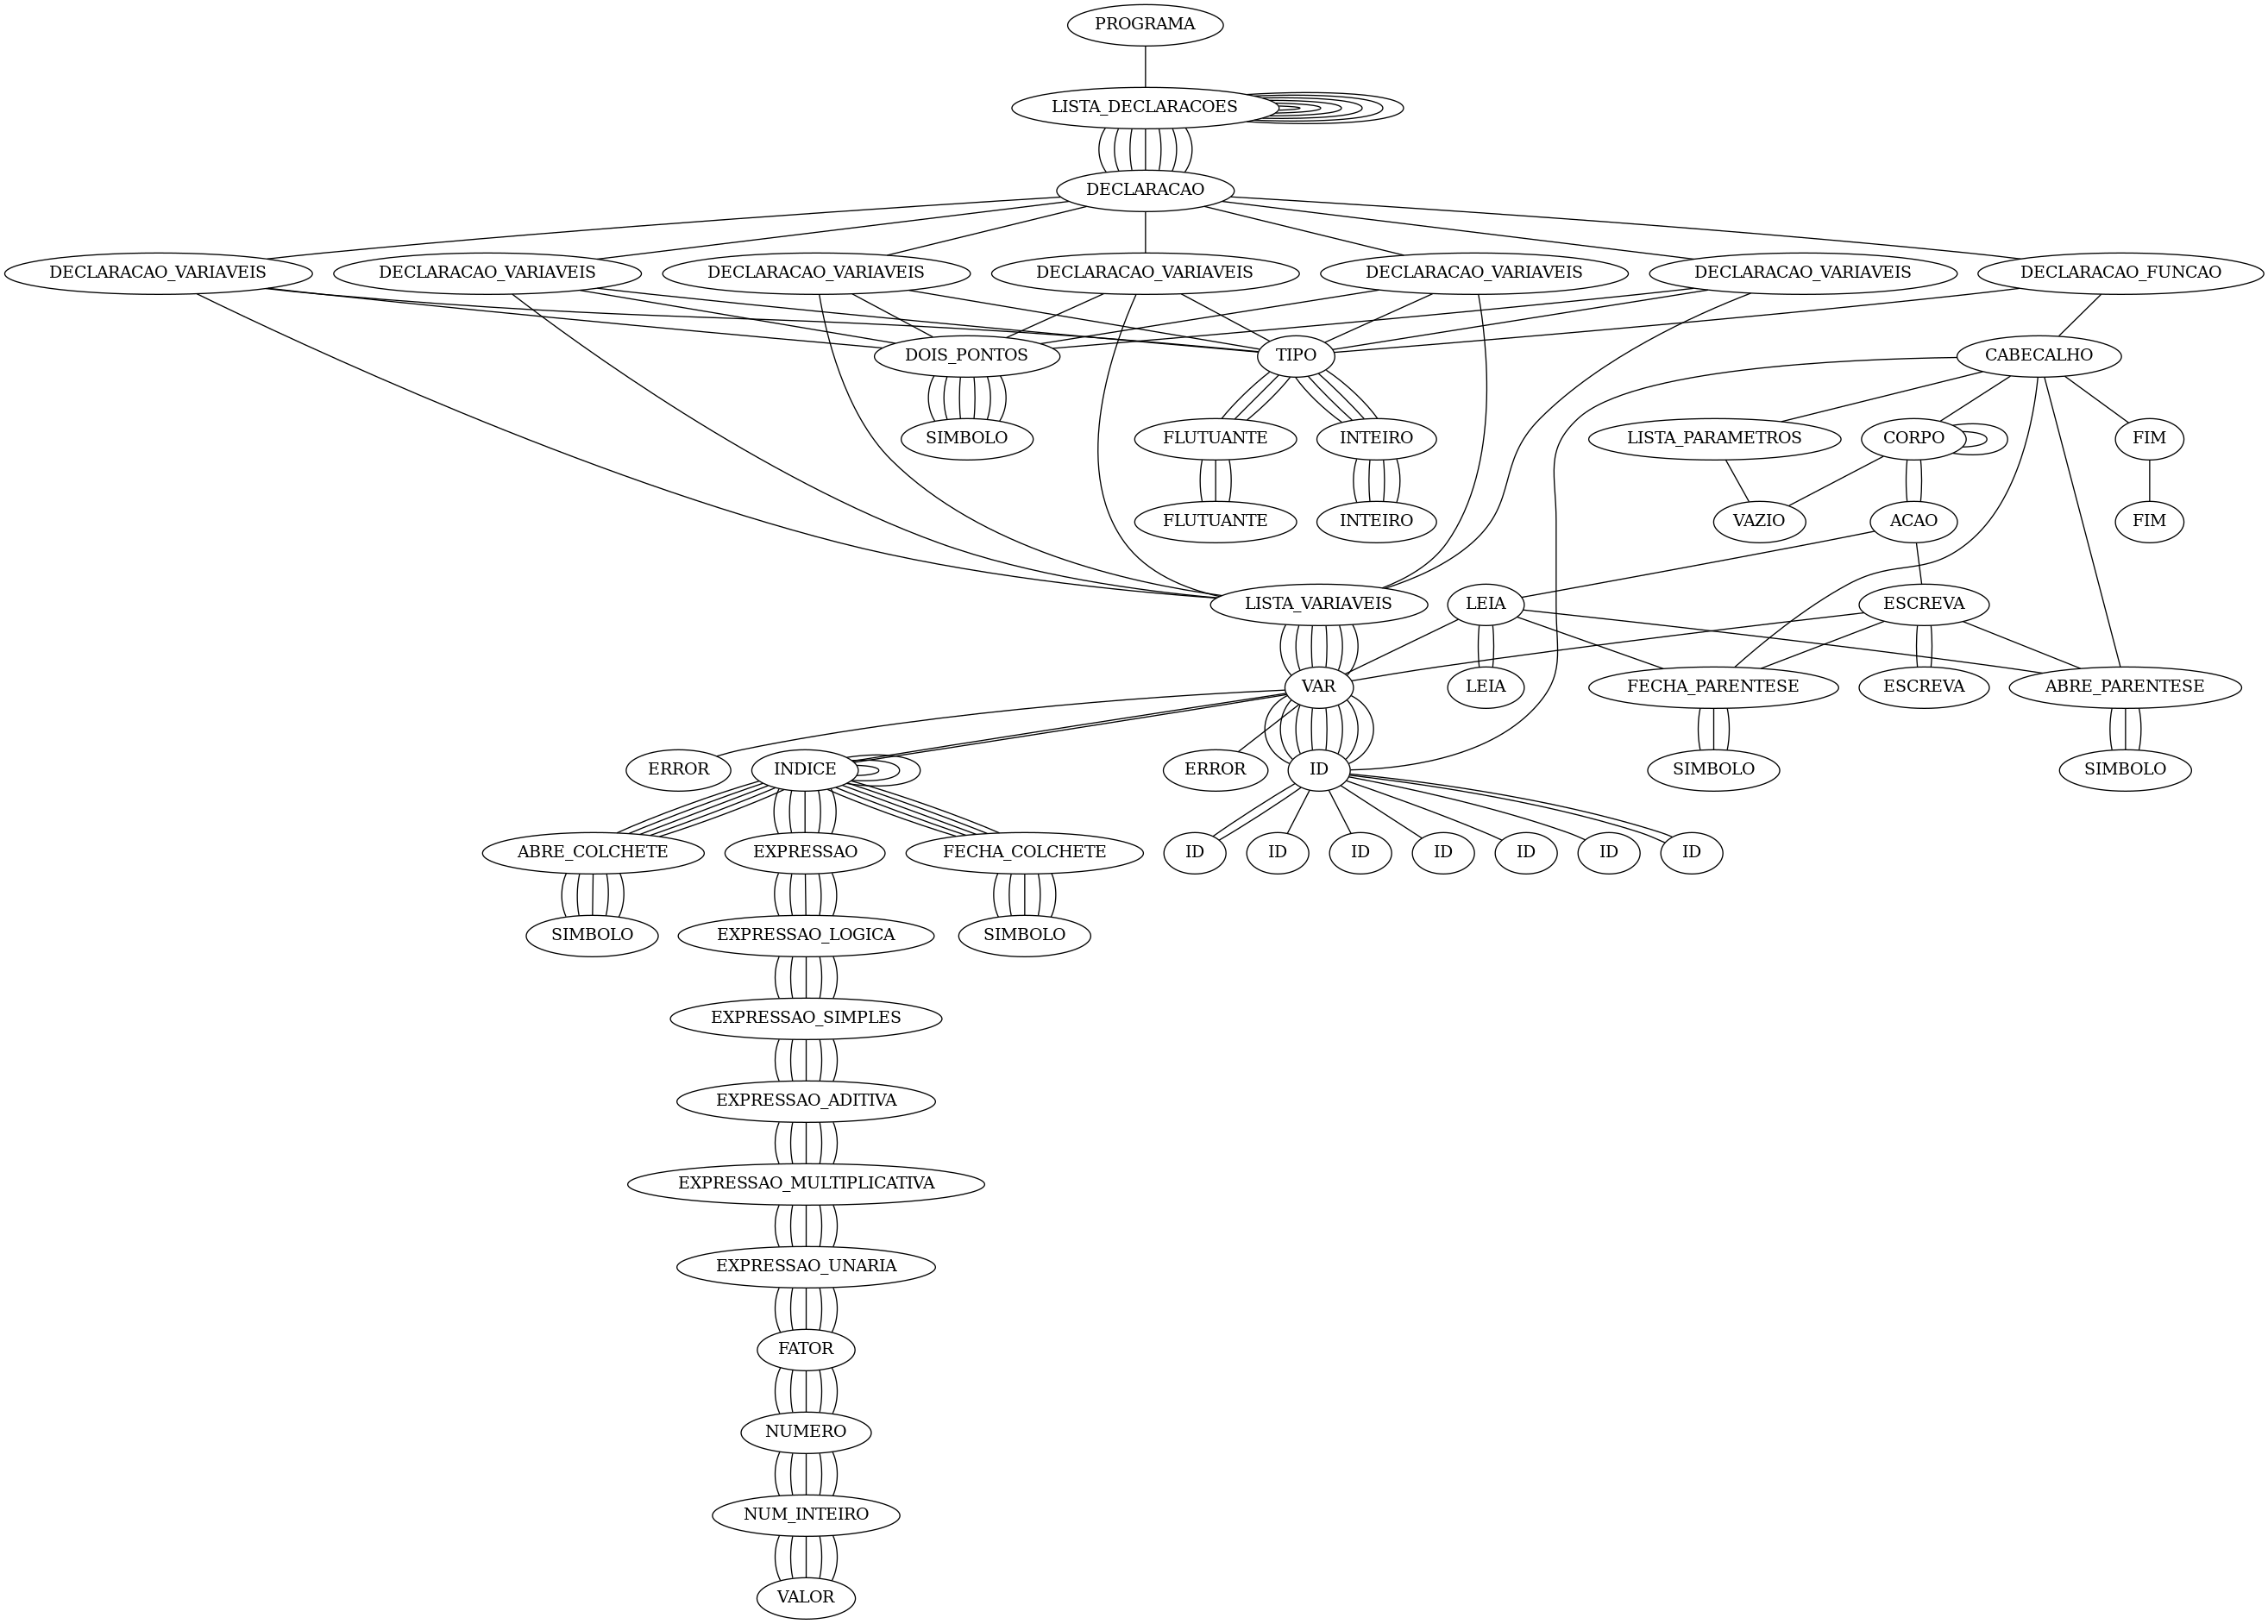 PROGRAMA
LISTA_DECLARACOES
DECLARACAO
DECLARACAO_VARIAVEIS
DECLARACAO_VARIAVEIS
DECLARACAO_VARIAVEIS
DECLARACAO_VARIAVEIS
DECLARACAO_VARIAVEIS
DECLARACAO_VARIAVEIS
DECLARACAO_FUNCAO
DOIS_PONTOS
TIPO
CABECALHO
SIMBOLO
FLUTUANTE
INTEIRO
LISTA_PARAMETROS
CORPO
FIM
FLUTUANTE
INTEIRO
VAZIO
ACAO
FIM
LISTA_VARIAVEIS
LEIA
ESCREVA
VAR
LEIA
FECHA_PARENTESE
ESCREVA
ABRE_PARENTESE
ERROR
INDICE
ERROR
ID
SIMBOLO
SIMBOLO
ABRE_COLCHETE
EXPRESSAO
FECHA_COLCHETE
ID
ID
ID
ID
ID
ID
ID
SIMBOLO
EXPRESSAO_LOGICA
SIMBOLO
EXPRESSAO_SIMPLES
EXPRESSAO_ADITIVA
EXPRESSAO_MULTIPLICATIVA
EXPRESSAO_UNARIA
FATOR
NUMERO
NUM_INTEIRO
VALOR